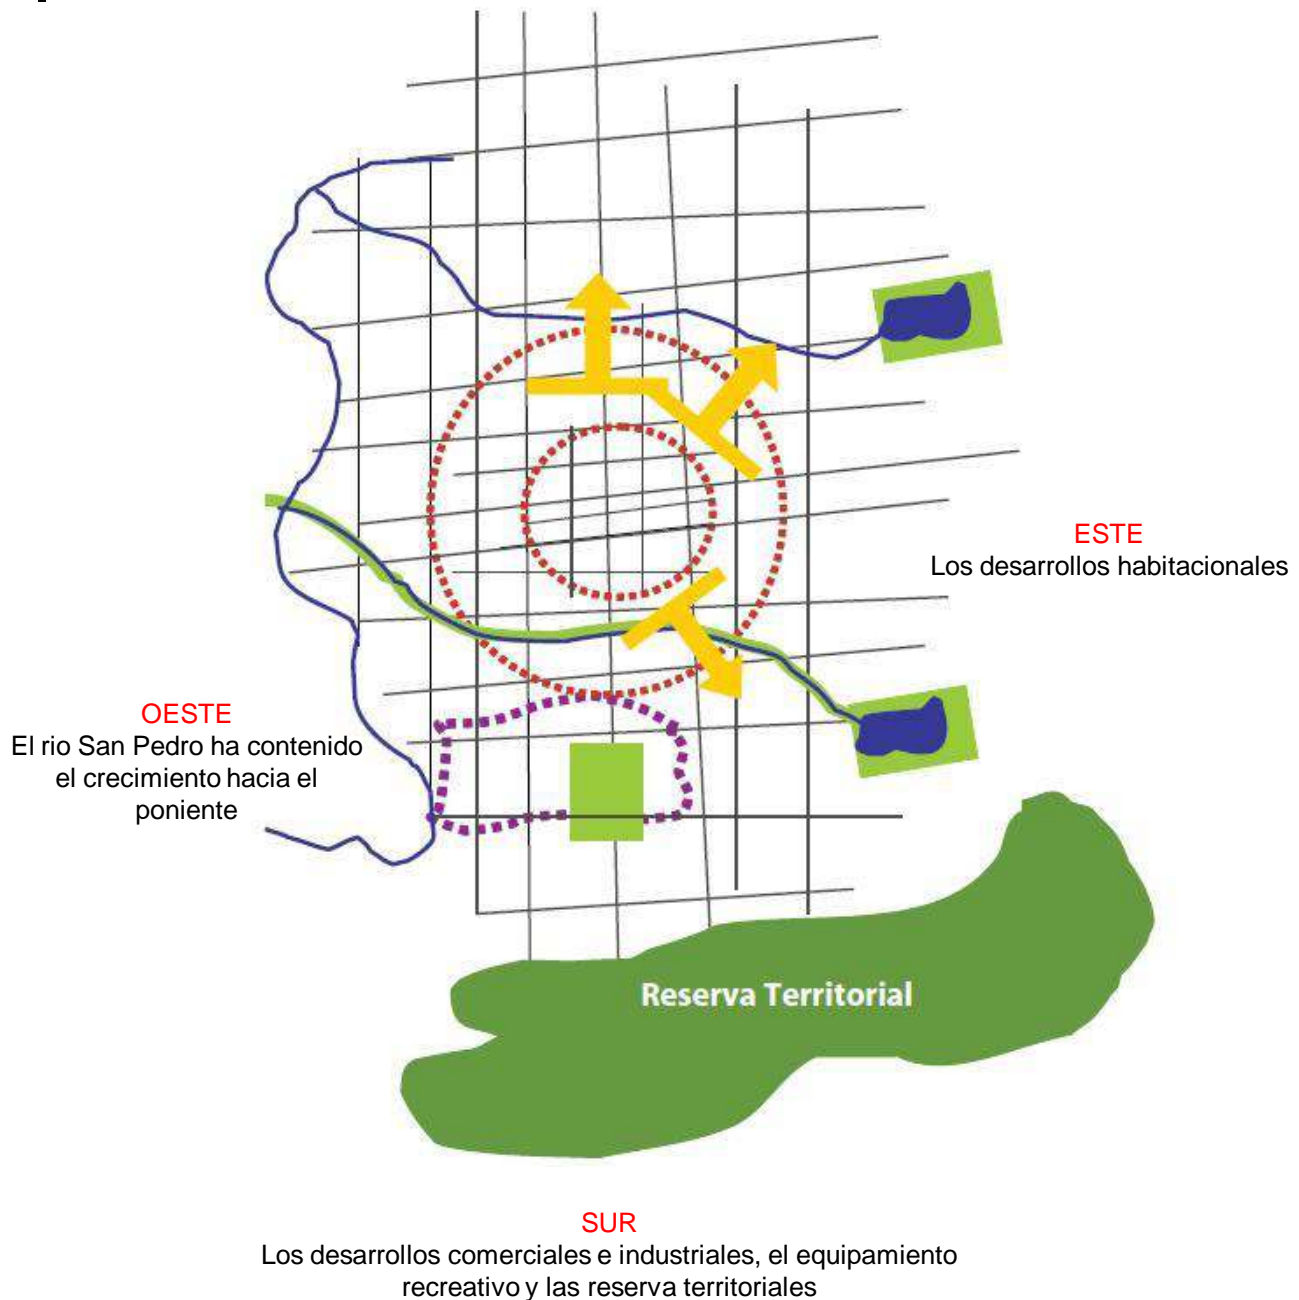 ESTE
Los desarrollos habitacionales
OESTE
El rio San Pedro ha contenido
el crecimiento hacia el
poniente
Reserva Territorial
SUR
Los desarrollos comerciales e industriales, el equipamiento
recreativo y las reserva territoriales